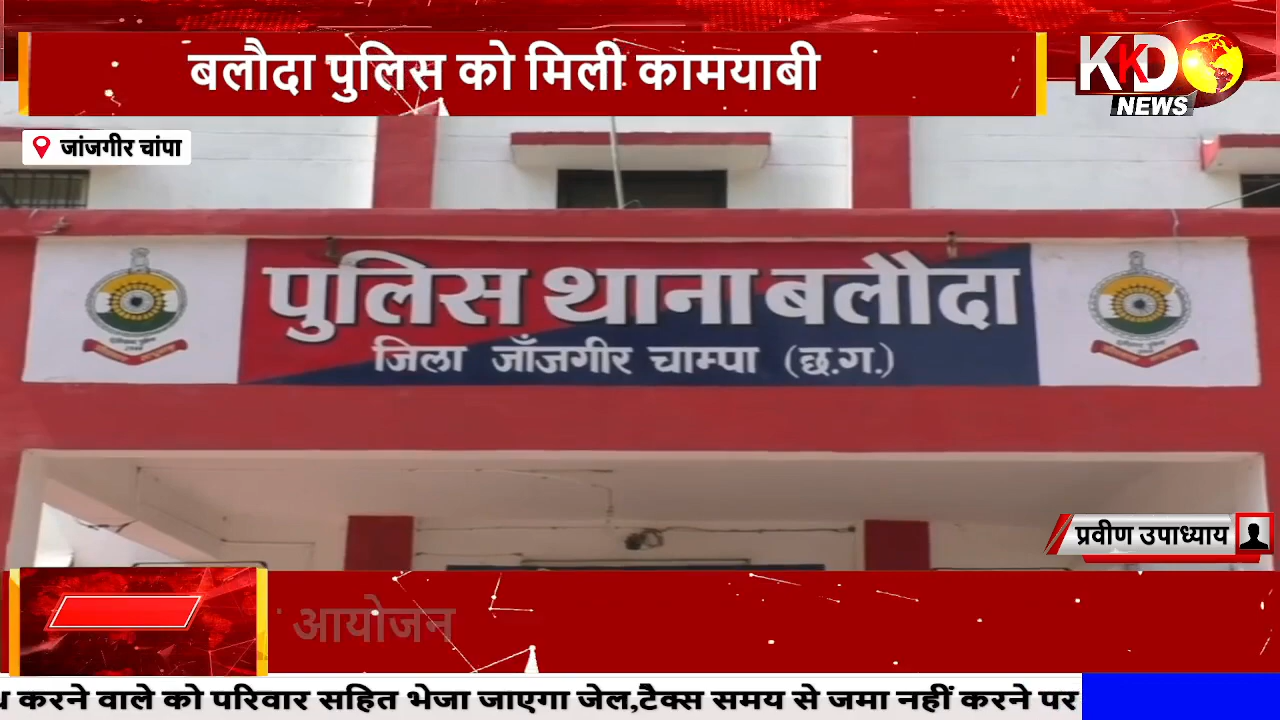 बलौदा पुलिस को मिली कामयाबी
KKD
NEWS
जांजगीर चांपा
पुलिस थाना बलौदा
जिला जाँजगीर चाम्पा (छ.ग.)
प्रवीण उपाध्याय
आयोजन
करने वाले को परिवार सहित भेजा जाएगा जेल,टैक्स समय से जमा नहीं करने पर